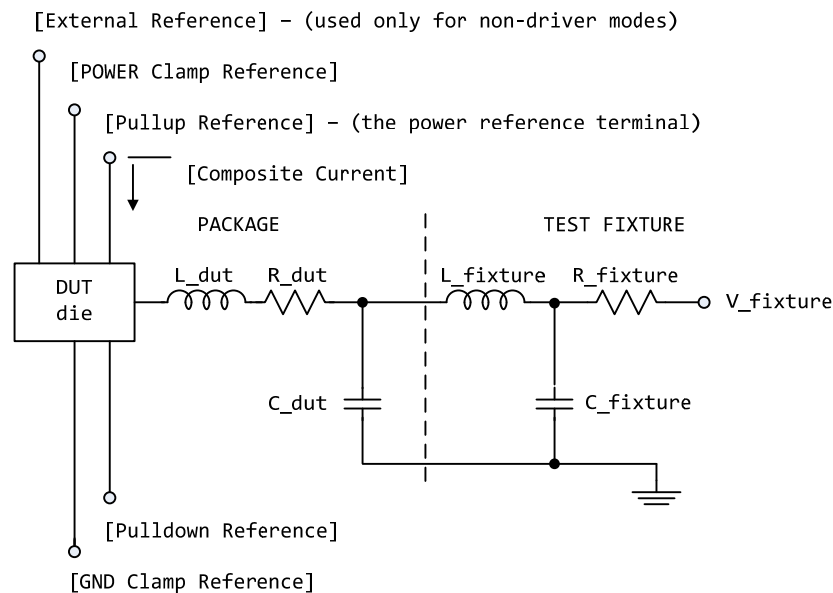 [External Reference] – (used only for non-driver modes)
[POWER Clamp Reference]
[Pullup Reference] – (the power reference terminal)
[Composite Current]
PACKAGE
TEST FIXTURE
DUT
die
L_dut
R_dut
L_fixture
R_fixture
V_fixture
C_dut
C_fixture
[Pulldown Reference]
[GND Clamp Reference]